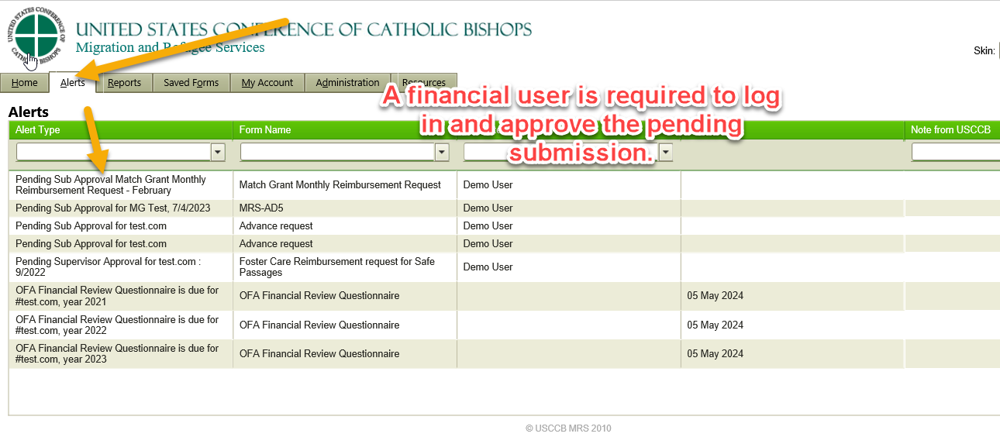 UNITED STATES CONFERENCE OF CATHOLIC BISHOPS
UNITED STATES CONFERENCE OF CATHOLIC BISHOPS
Migration and Refugee Services
Skin:
Home Alerts Reports Saved Forms My Account Administration Resources
A financial user is required to log
in and approve the pending
submission.
Alerts
Alert Type Form Name Note from USCCB
Pending Sub Approval Match Grant Monthly
Reimbursement Request - February
Match Grant Monthly Reimbursement Request
Demo User
Pending Sub Approval for MG Test, 7/4/2023 MRS-AD5 Demo User
Pending Sub Approval for test.com Advance request Demo User
Pending Sub Approval for test.com Advance request Demo User
Pending Supervisor Approval for test.com :
9/2022
Foster Care Reimbursement request for Safe
Passages
Demo User
OFA Financial Review Questionnaire is due for
#test.com, year 2021
OFA Financial Review Questionnaire
05 May 2024
OFA Financial Review Questionnaire is due for
#test.com, year 2022
OFA Financial Review Questionnaire
05 May 2024
OFA Financial Review Questionnaire is due for
#test.com, year 2023
OFA Financial Review Questionnaire
05 May 2024
© USCCB MRS 2010